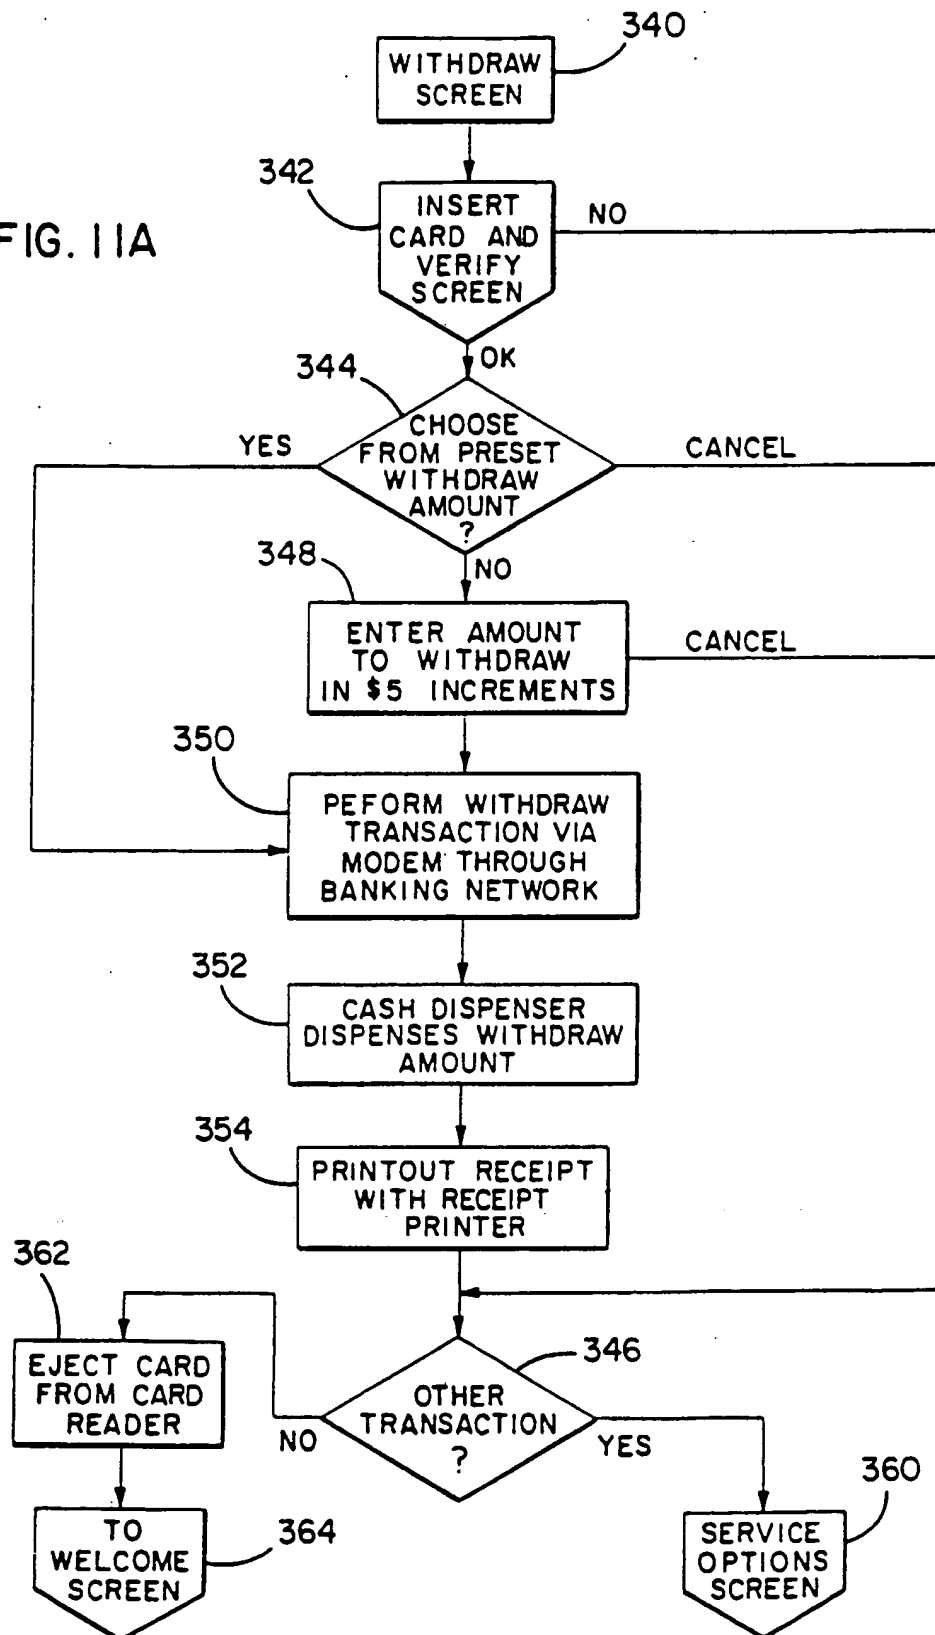 340
WITHDRAW
SCREEN
342
FIG. 11A
INSERT
CARD AND
VERIFY
SCREEN
NO
OK
344
CHOOSE
FROM PRESET
WITHDRAW
AMOUNT
?
YES
CANCEL
348
NO
ENTER AMOUNT
TO WITHDRAW
IN $5 INCREMENTS
CANCEL
350
PEFORM WITHDRAW
TRANSACTION VIA
MODEM THROUGH
BANKING NETWORK
352
CASH DISPENSER
DISPENSES WITHDRAW
AMOUNT
354
PRINTOUT RECEIPT
WITH RECEIPT
PRINTER
362
EJECT CARD
FROM CARD
READER
346
OTHER
TRANSACTION
?
NO
YES
360
TO
WELCOME
SCREEN
364
SERVICE
OPTIONS
SCREEN